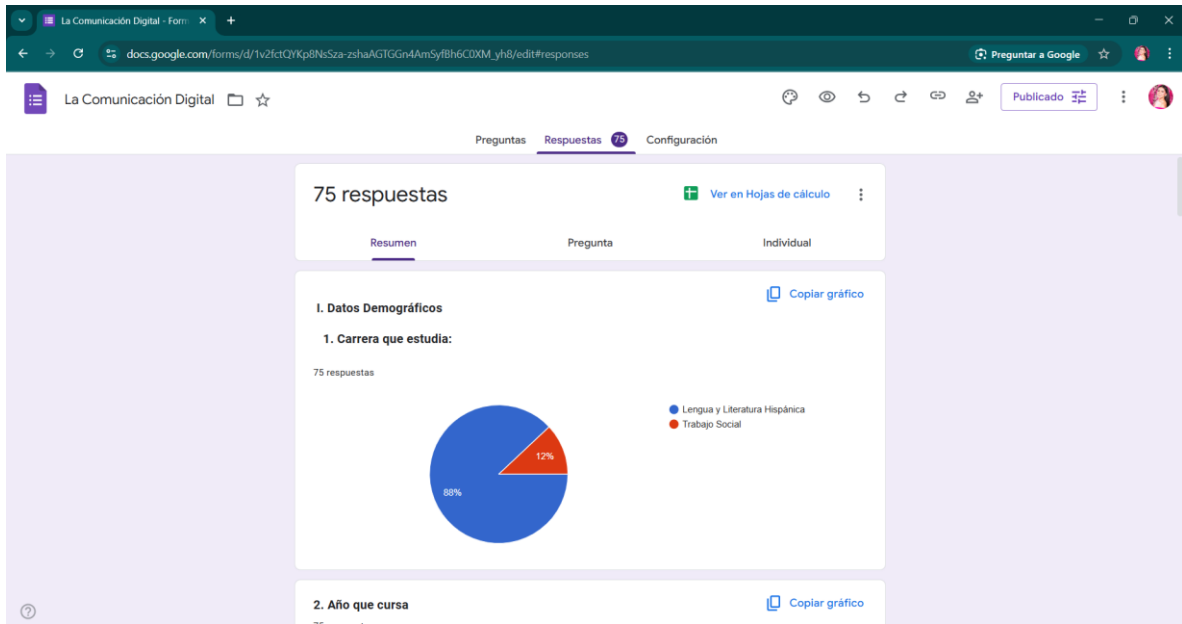 La Comunicación Digital - Form
docs.google.com/forms/d/1v2fctQYKp8NsSza-zshaAGTGGn4AmSyfBh6C0XM_yh8/edit#responses
Preguntar a Google
La Comunicación Digital
Publicado
Preguntas Respuestas 75 Configuración
75 respuestas
Ver en Hojas de cálculo
Resumen Pregunta Individual
Copiar gráfico
I. Datos Demográficos
1. Carrera que estudia:
75 respuestas
Lengua y Literatura Hispánica
Trabajo Social
12%
88%
2. Año que cursa
Copiar gráfico